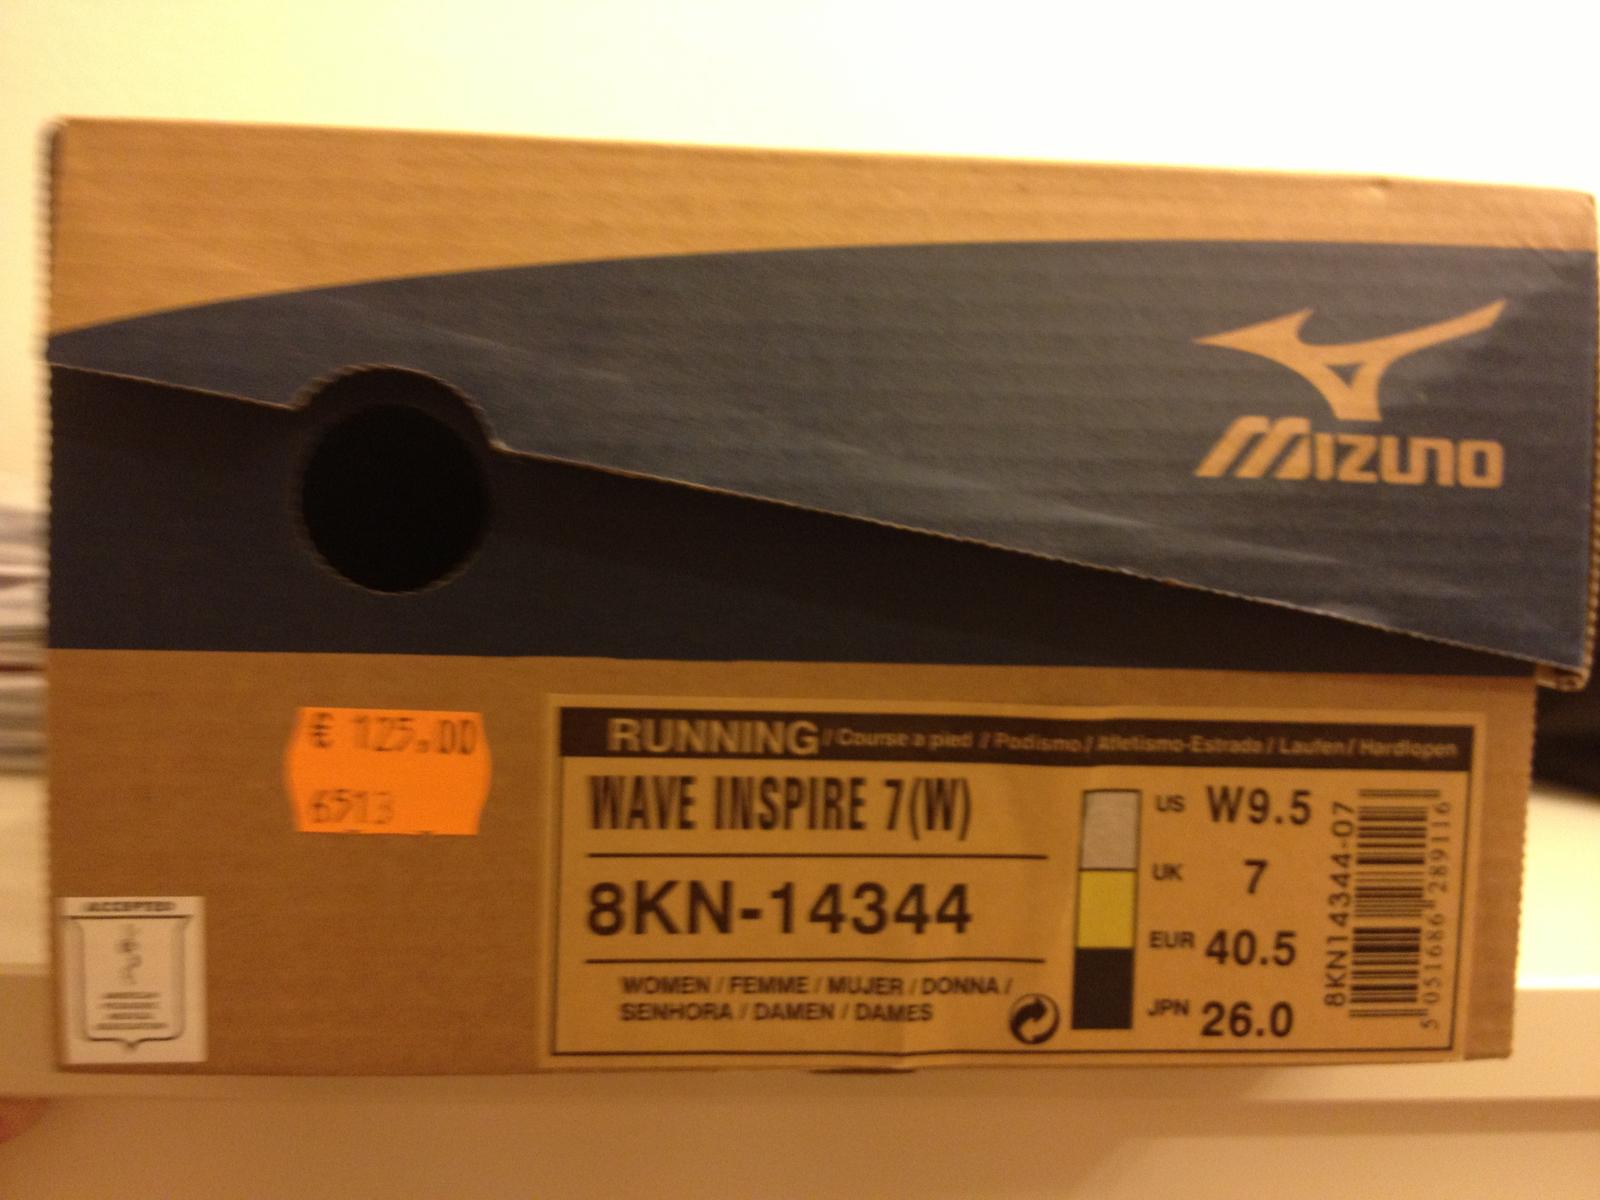 MIZUNO
€ 125.00
6513
RUNNING / Course a pied / Podismo / Atletismo-Estrada / Laufen / Hardlopen
WAVE INSPIRE 7(W)
8KN-14344
WOMEN / FEMME / MUJER / DONNA /
SENHORA / DAMEN / DAMES
US W9.5
UK 7
EUR 40.5
JPN 26.0
8KN14344-07
5 051686 289116
ACCEPTED